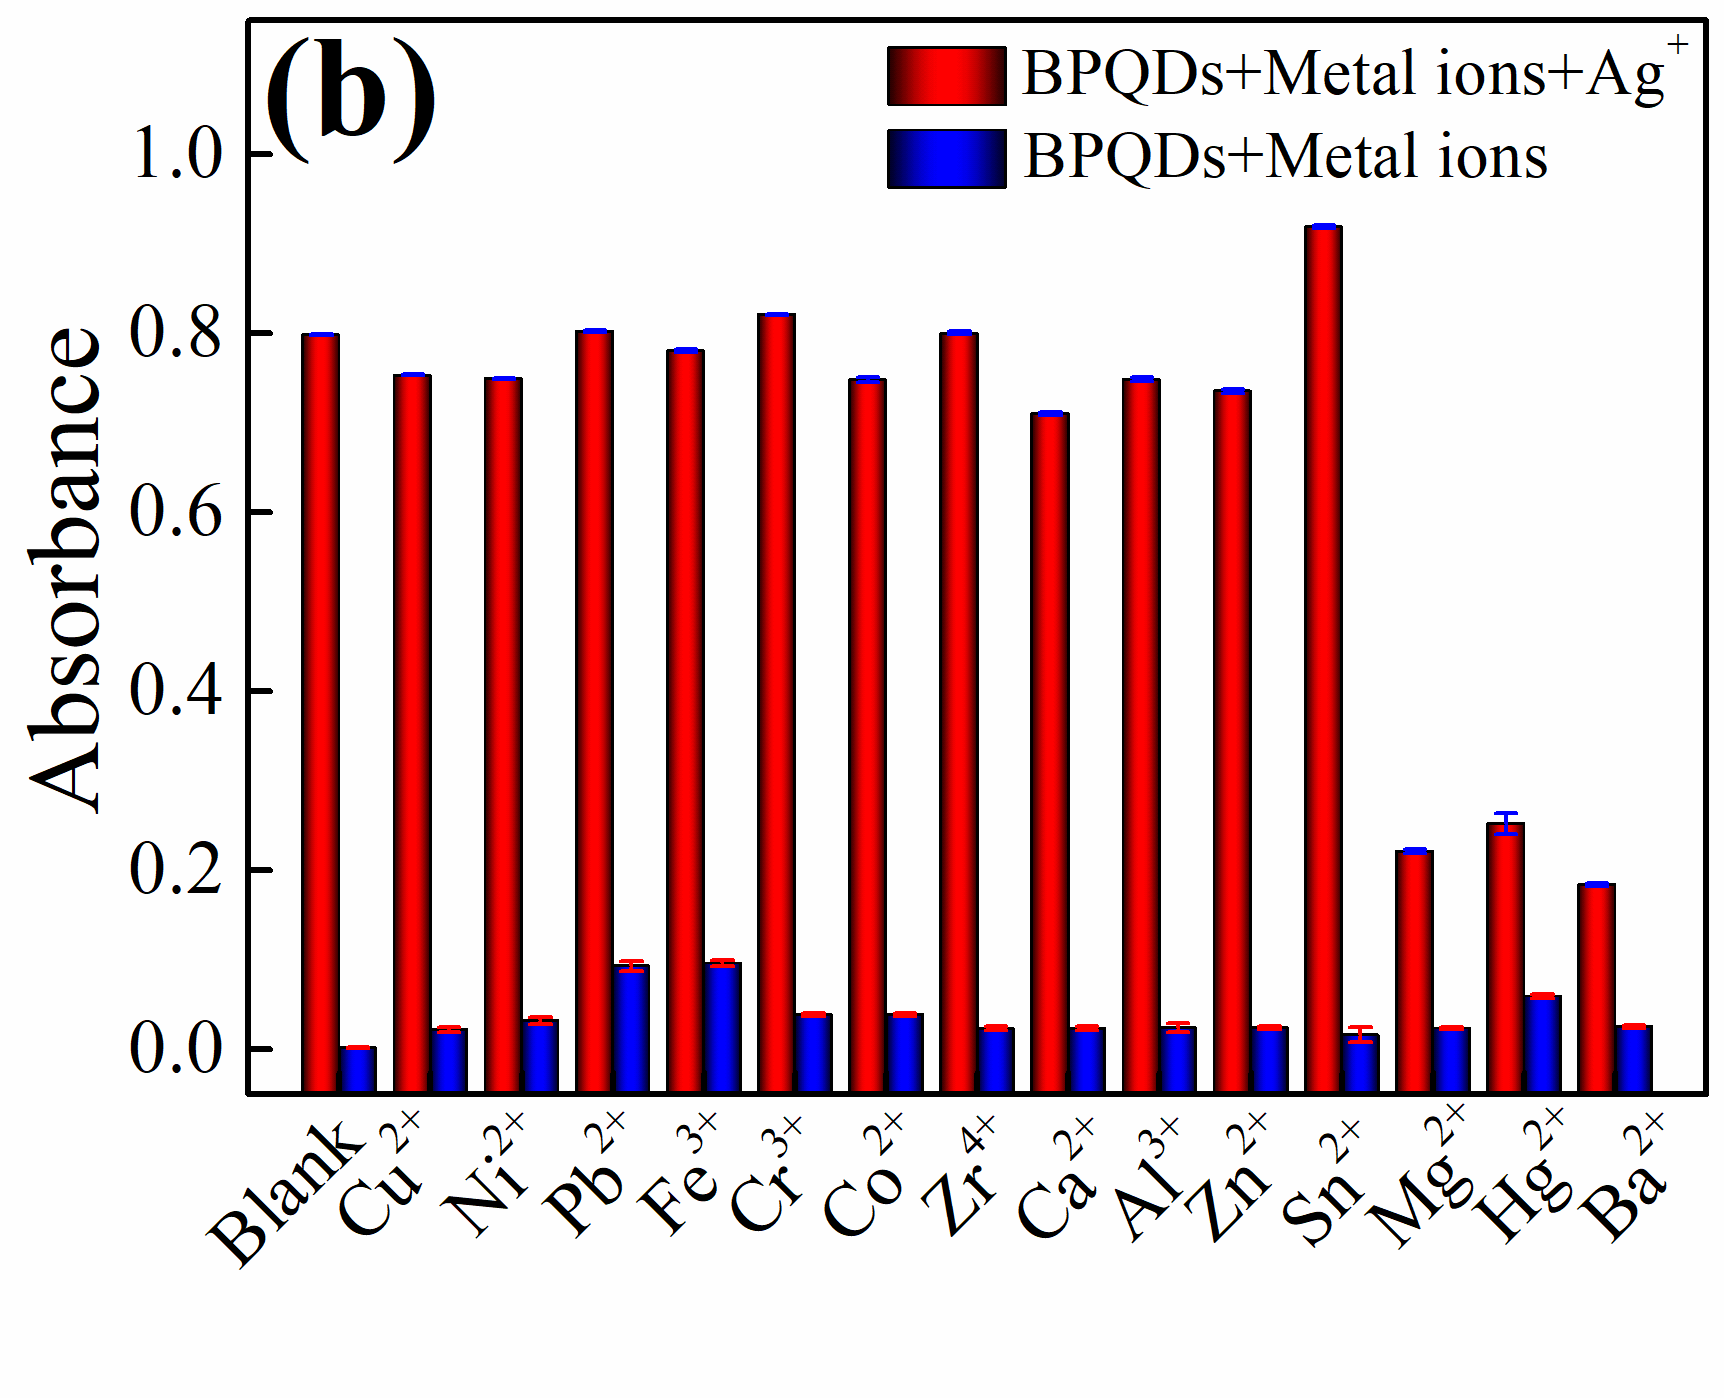 (b)
BPQDs+Metal ions+Ag⁺
BPQDs+Metal ions
Absorbance
1.0
0.8
0.6
0.4
0.2
0.0
Blank
Cu²⁺
Ni²⁺
Pb²⁺
Fe³⁺
Cr³⁺
Co²⁺
Zr⁴⁺
Ca²⁺
Al³⁺
Zn²⁺
Sn²⁺
Mg²⁺
Hg²⁺
Ba²⁺